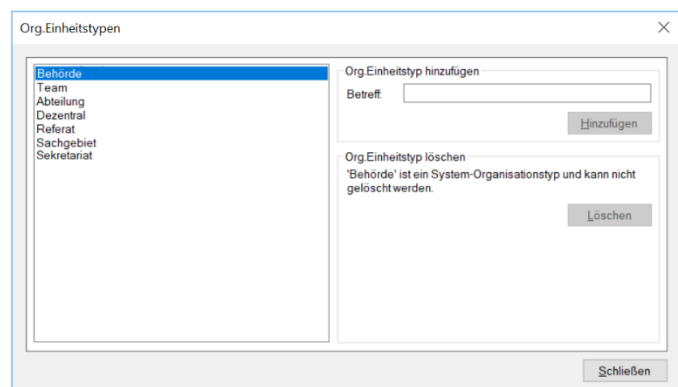 Org.Einheitstypen
Behörde
Team
Abteilung
Dezentral
Referat
Sachgebiet
Sekretariat
Org.Einheitstyp hinzufügen
Betreff:
Hinzufügen
Org.Einheitstyp löschen
'Behörde' ist ein System-Organisationstyp und kann nicht
gelöscht werden.
Löschen
Schließen